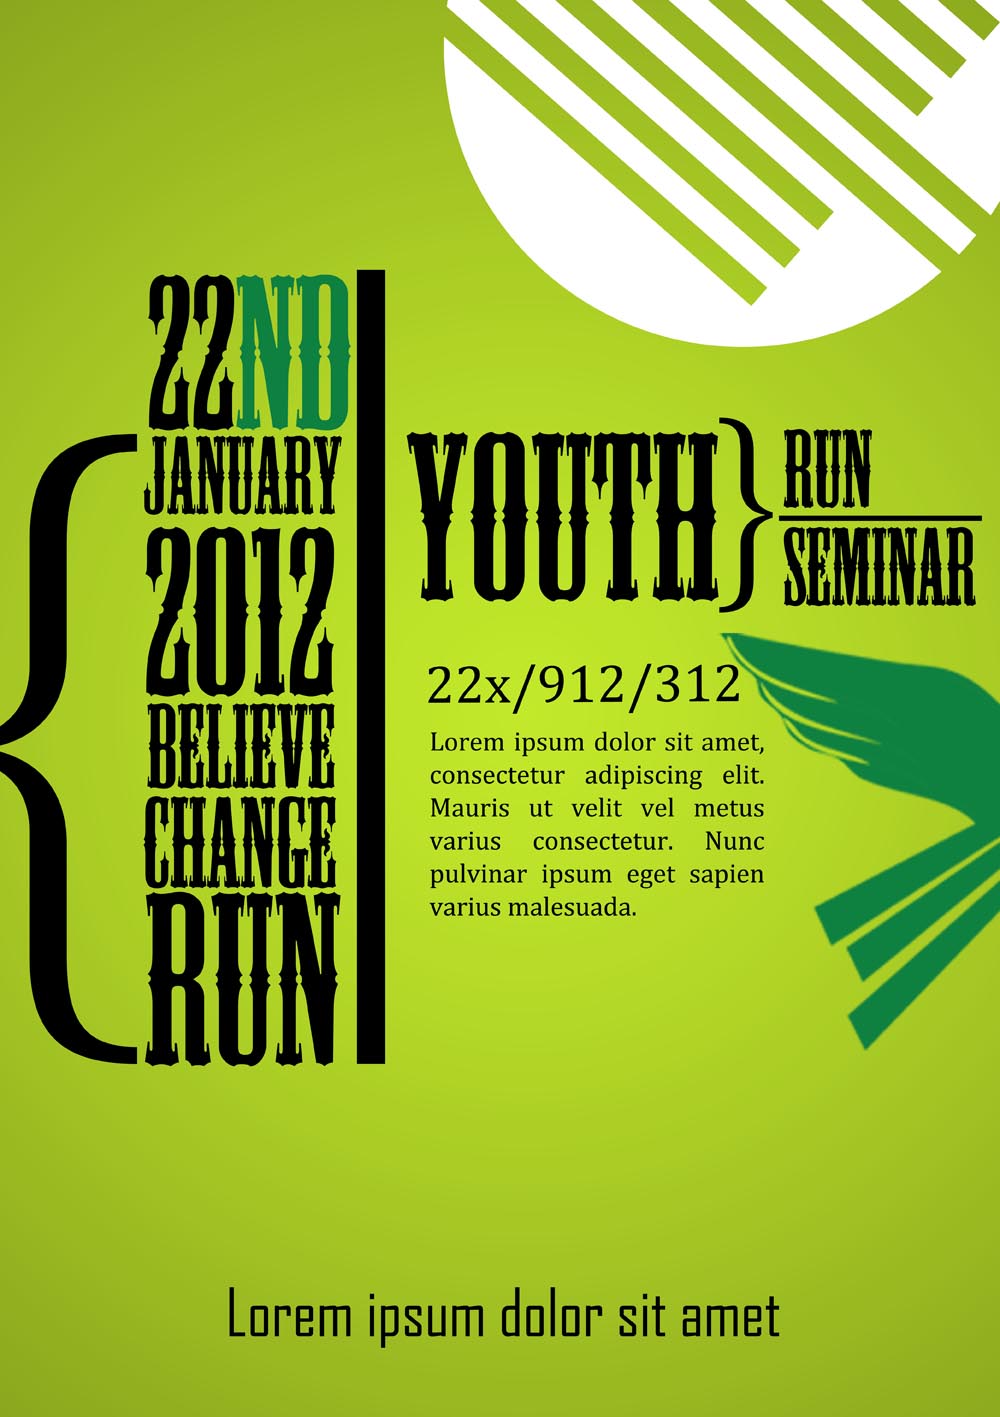 22ND
JANUARY
2012
BELIEVE
CHANGE
RUN
YOUTH
RUN
SEMINAR
22x/912/312
Lorem ipsum dolor sit amet,
consectetur adipiscing elit.
Mauris ut velit vel metus
varius consectetur. Nunc
pulvinar ipsum eget sapien
varius malesuada.
Lorem ipsum dolor sit amet